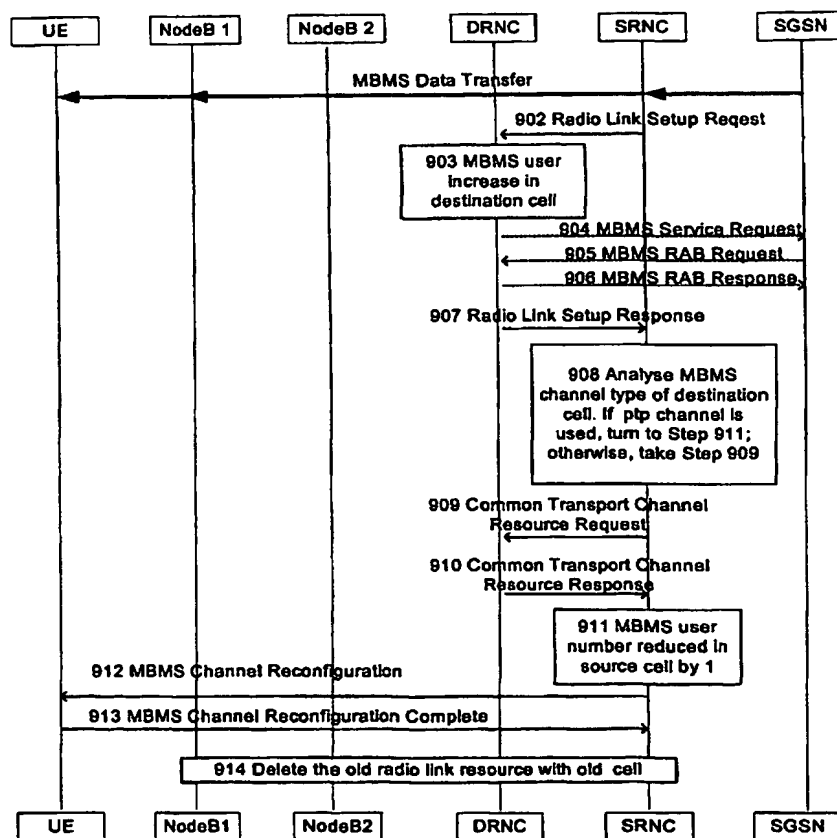 UE NodeB 1 NodeB 2 DRNC SRNC SGSN
MBMS Data Transfer
902 Radio Link Setup Reqest
903 MBMS user
increase in
destination cell
904 MBMS Service Request
905 MBMS RAB Request
906 MBMS RAB Response
907 Radio Link Setup Response
908 Analyse MBMS
channel type of destination
cell. If ptp channel is
used, turn to Step 911;
otherwise, take Step 909
909 Common Transport Channel
Resource Request
910 Common Transport Channel
Resource Response
911 MBMS user
number reduced in
source cell by 1
912 MBMS Channel Reconfiguration
913 MBMS Channel Reconfiguration Complete
914 Delete the old radio link resource with old cell
UE NodeB1 NodeB2 DRNC SRNC SGSN